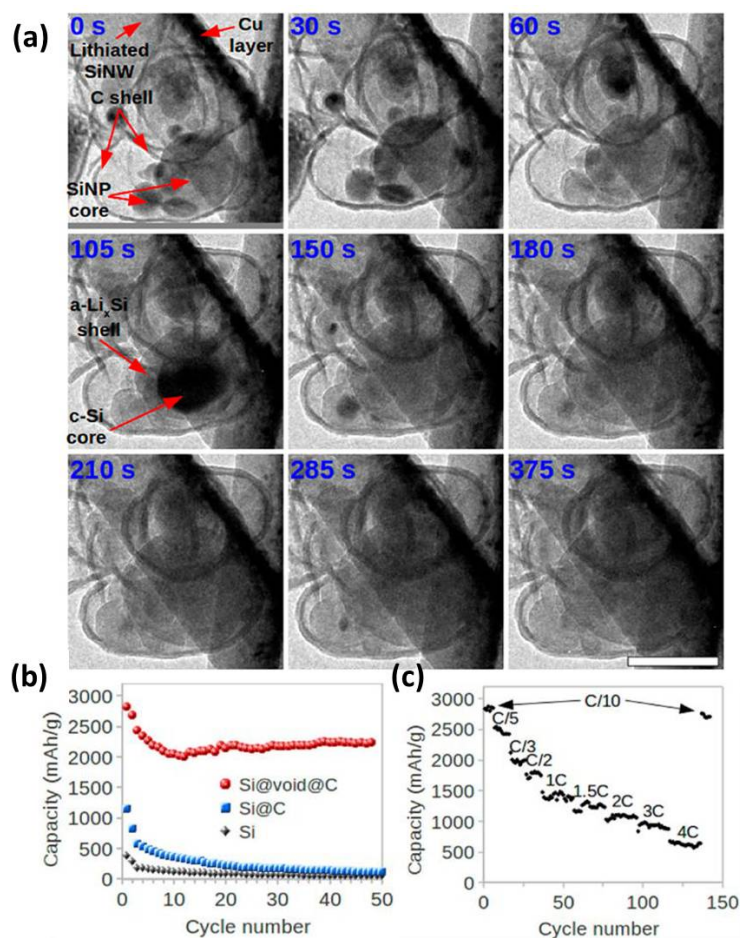 (a)
0 s
30 s
60 s
Lithiated
SiNW
Cu
layer
C shell
SiNP
core
105 s
150 s
180 s
a-LiₓSi
shell
c-Si
core
210 s
285 s
375 s
(b)
Capacity (mAh/g)
3000
2500
2000
1500
1000
500
0
Si@void@C
Si@C
Si
0 10 20 30 40 50
Cycle number
(c)
Capacity (mAh/g)
3500
3000
2500
2000
1500
1000
500
0
C/10
C/5
C/3
C/2
1C
1.5C
2C
3C
4C
0 50 100 150
Cycle number